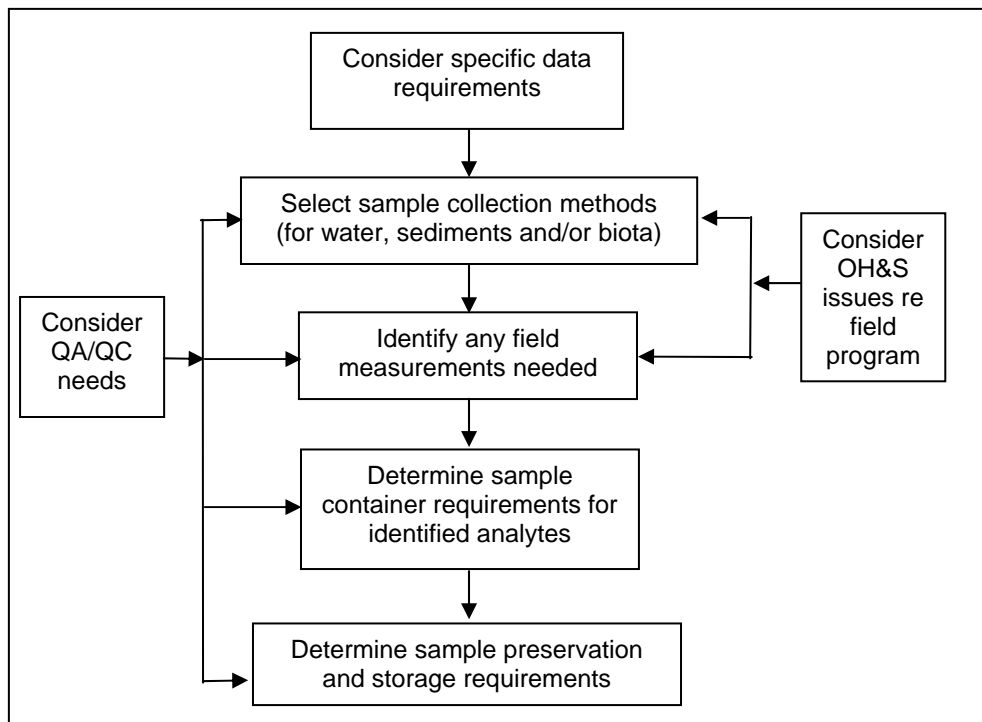 Consider specific data
requirements
Select sample collection methods
(for water, sediments and/or biota)
Consider
OH&S
issues re
field
program
Consider
QA/QC
needs
Identify any field
measurements needed
Determine sample
container requirements for
identified analytes
Determine sample preservation
and storage requirements